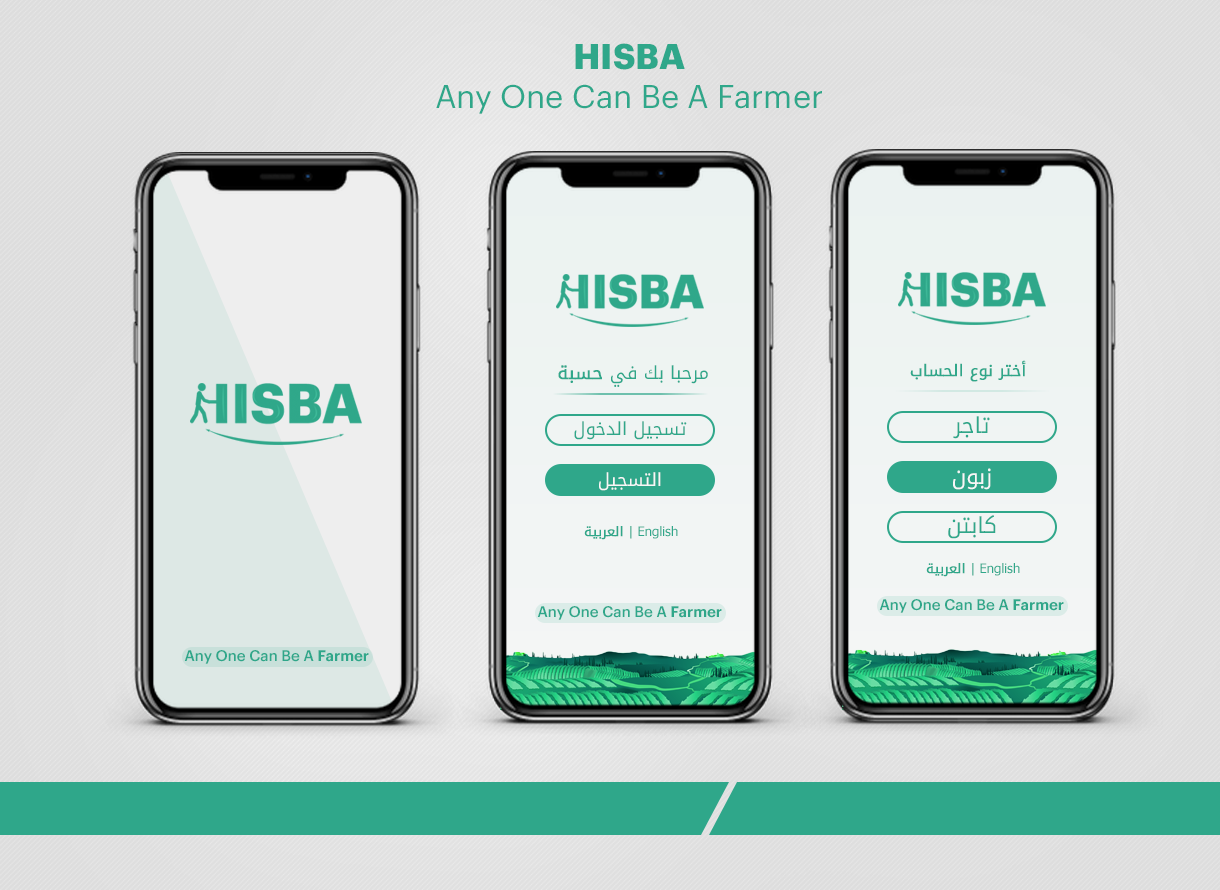 HISBA
Any One Can Be A Farmer
HISBA
Any One Can Be A Farmer
HISBA
مرحبا بك في حسبة
تسجيل الدخول
التسجيل
العربية | English
Any One Can Be A Farmer
HISBA
أختر نوع الحساب
تاجر
زبون
كابتن
العربية | English
Any One Can Be A Farmer